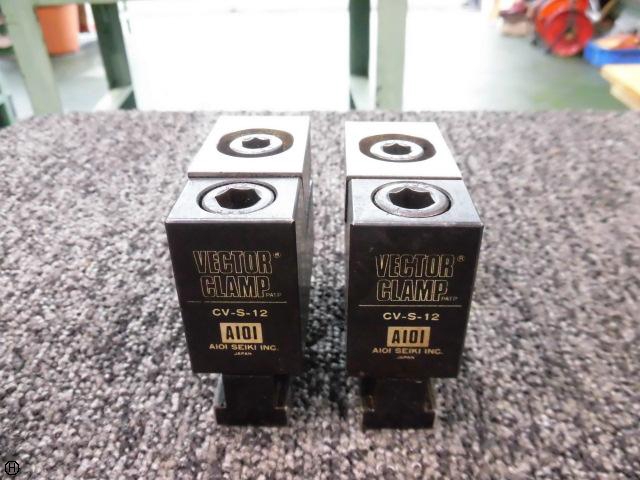 VECTOR®
CLAMP PAT.P
CV-S-12
AIOI
AIOI SEIKI INC.
JAPAN
VECTOR®
CLAMP PAT.P
CV-S-12
AIOI
AIOI SEIKI INC.
JAPAN
H